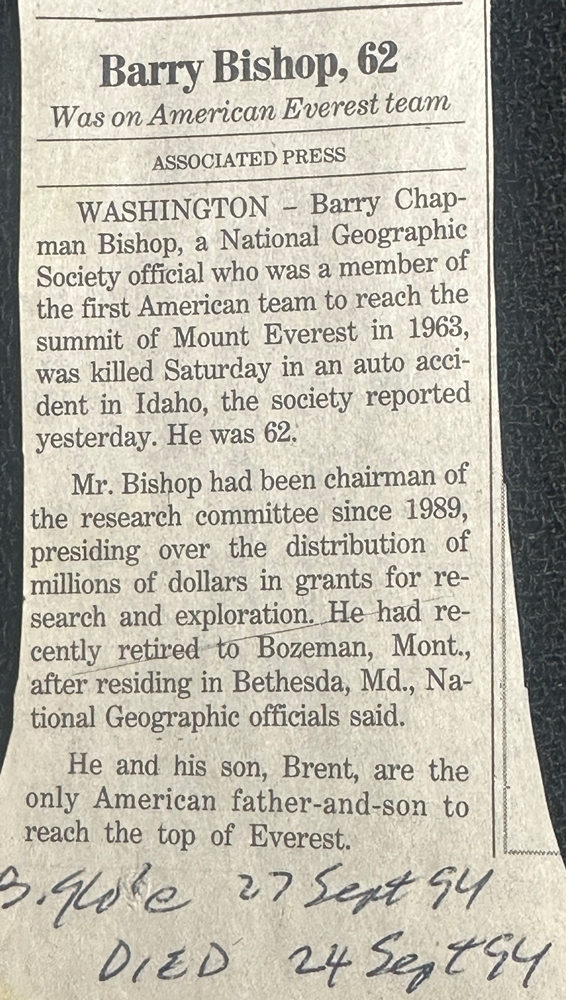 Barry Bishop, 62
Was on American Everest team
ASSOCIATED PRESS
WASHINGTON – Barry Chap-
man Bishop, a National Geographic
Society official who was a member of
the first American team to reach the
summit of Mount Everest in 1963,
was killed Saturday in an auto acci-
dent in Idaho, the society reported
yesterday. He was 62.
Mr. Bishop had been chairman of
the research committee since 1989,
presiding over the distribution of
millions of dollars in grants for re-
search and exploration. He had re-
cently retired to Bozeman, Mont.,
after residing in Bethesda, Md., Na-
tional Geographic officials said.
He and his son, Brent, are the
only American father-and-son to
reach the top of Everest.
B. Globe 27 Sept 94
DIED 24 Sept 94